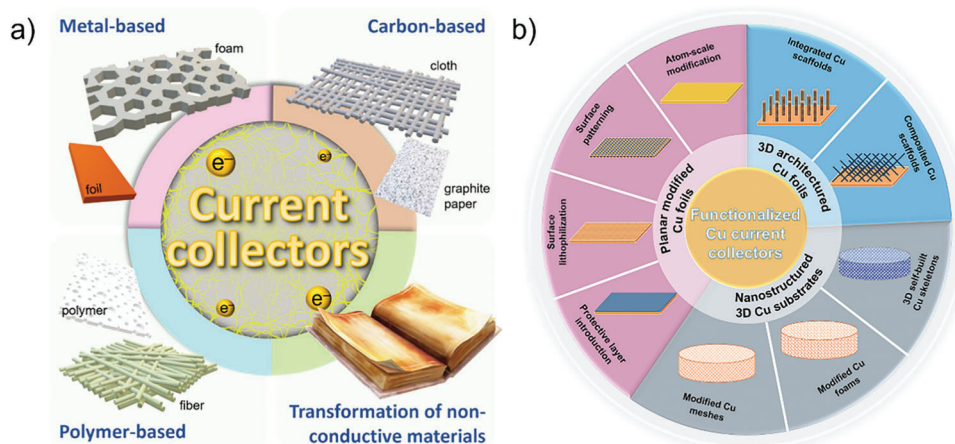 a)
Metal-based
foam
foil
Carbon-based
cloth
graphite
paper
e⁻
e⁻
Current
collectors
e⁻
e⁻
polymer
fiber
Polymer-based
Transformation of non-
conductive materials
b)
Atom-scale
modification
Surface
patterning
Surface
lithophilization
Protective layer
introduction
Planar modified
Cu foils
Integrated Cu
scaffolds
Composited Cu
scaffolds
3D architectured
Cu foils
Functionalized
Cu current
collectors
Nanostructured
3D Cu substrates
3D self-built
Cu skeletons
Modified Cu
foams
Modified Cu
meshes